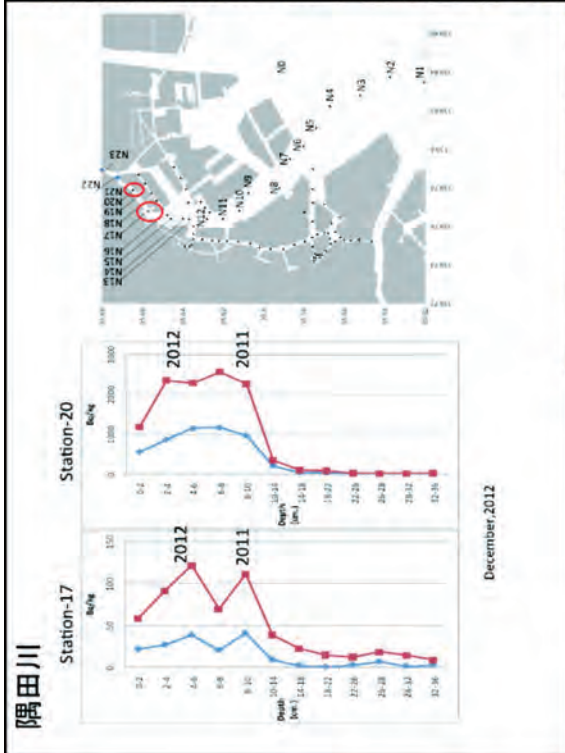 隅田川
Station-17
Bq/kg
0 50 100 150
2012
2011
0-2
2-4
4-6
6-8
8-10
10-14
14-18
18-22
22-26
26-28
28-32
32-36
Depth
(cm.)
Station-20
Bq/kg
0 1000 2000 3000
2012
2011
0-2
2-4
4-6
6-8
8-10
10-14
14-18
18-22
22-26
26-28
28-32
32-36
Depth
(cm.)
December,2012
N22
N23
N21
N20
N19
N18
N17
N16
N15
N14
N13
N12
N11
N10
N9
N8
N7
N6
N5
N4
N3
N2
N1
N0